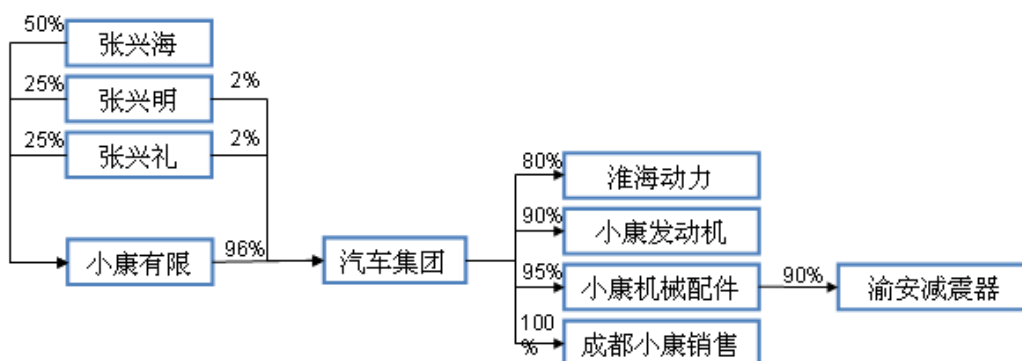 50%
张兴海
25%
张兴明
2%
25%
张兴礼
2%
80%
淮海动力
90%
小康发动机
小康有限
96%
汽车集团
95%
小康机械配件
90%
渝安减震器
100
%
成都小康销售